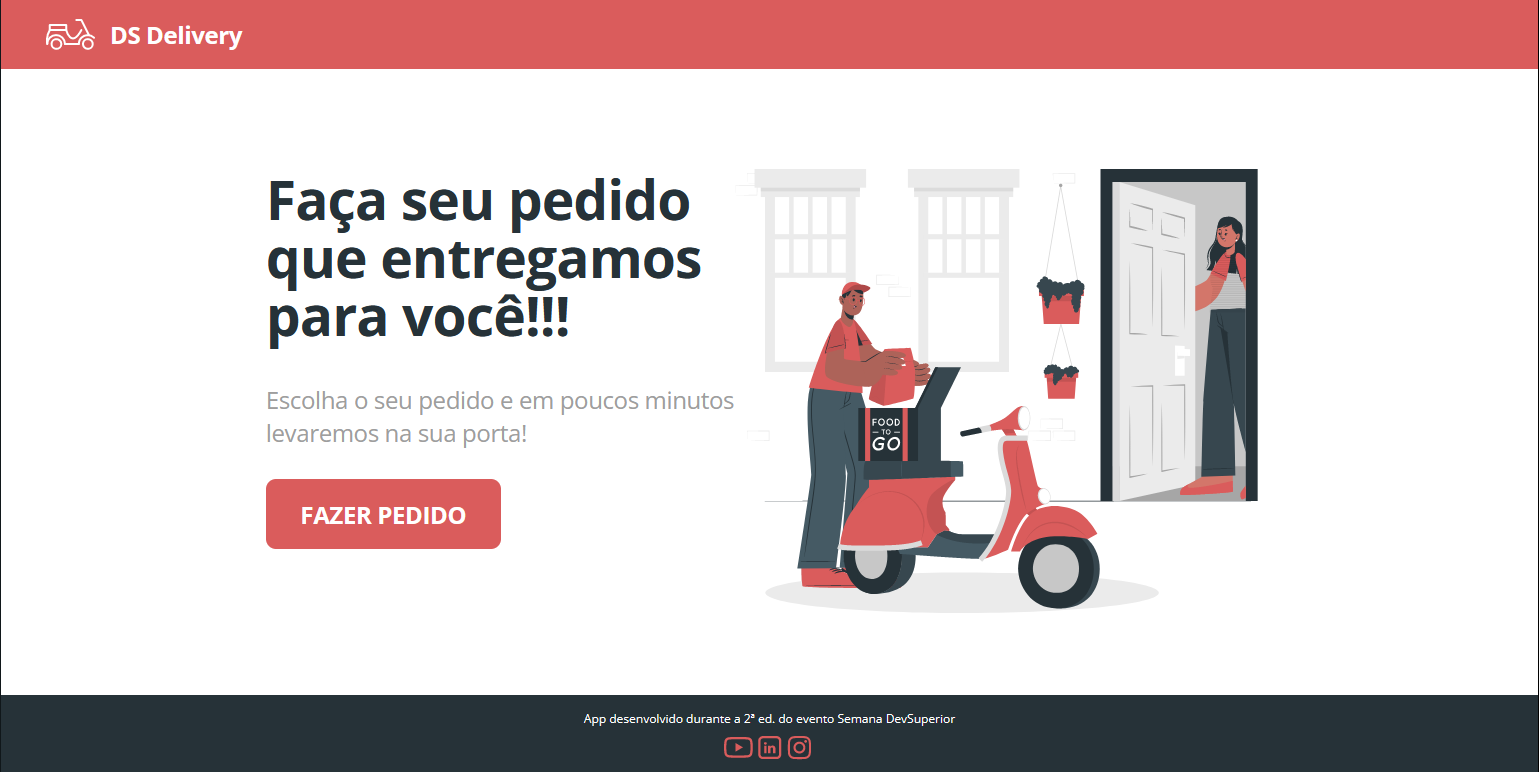 DS Delivery
Faça seu pedido
que entregamos
para você!!!
Escolha o seu pedido e em poucos minutos
levaremos na sua porta!
FAZER PEDIDO
FOOD
TO
GO
App desenvolvido durante a 2ª ed. do evento Semana DevSuperior
in